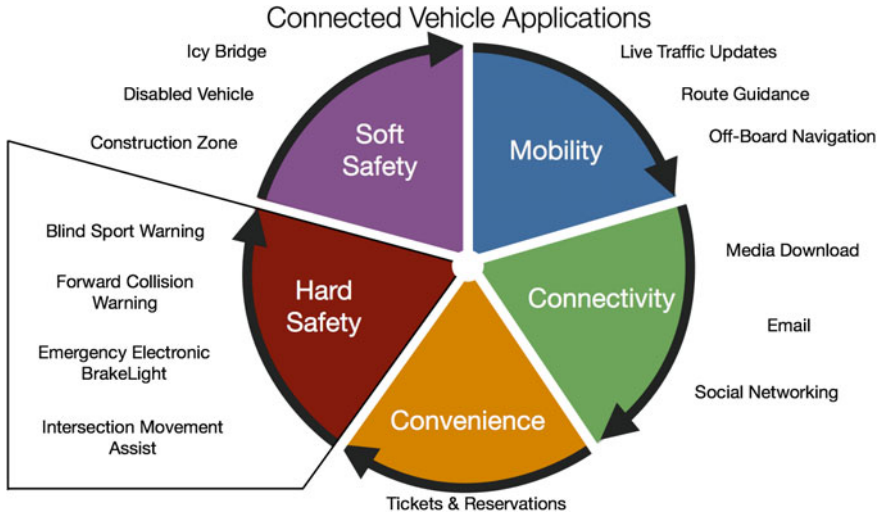 Connected Vehicle Applications
Icy Bridge
Disabled Vehicle
Construction Zone
Soft
Safety
Mobility
Live Traffic Updates
Route Guidance
Off-Board Navigation
Blind Sport Warning
Forward Collision
Warning
Emergency Electronic
BrakeLight
Intersection Movement
Assist
Hard
Safety
Connectivity
Media Download
Email
Social Networking
Convenience
Tickets & Reservations